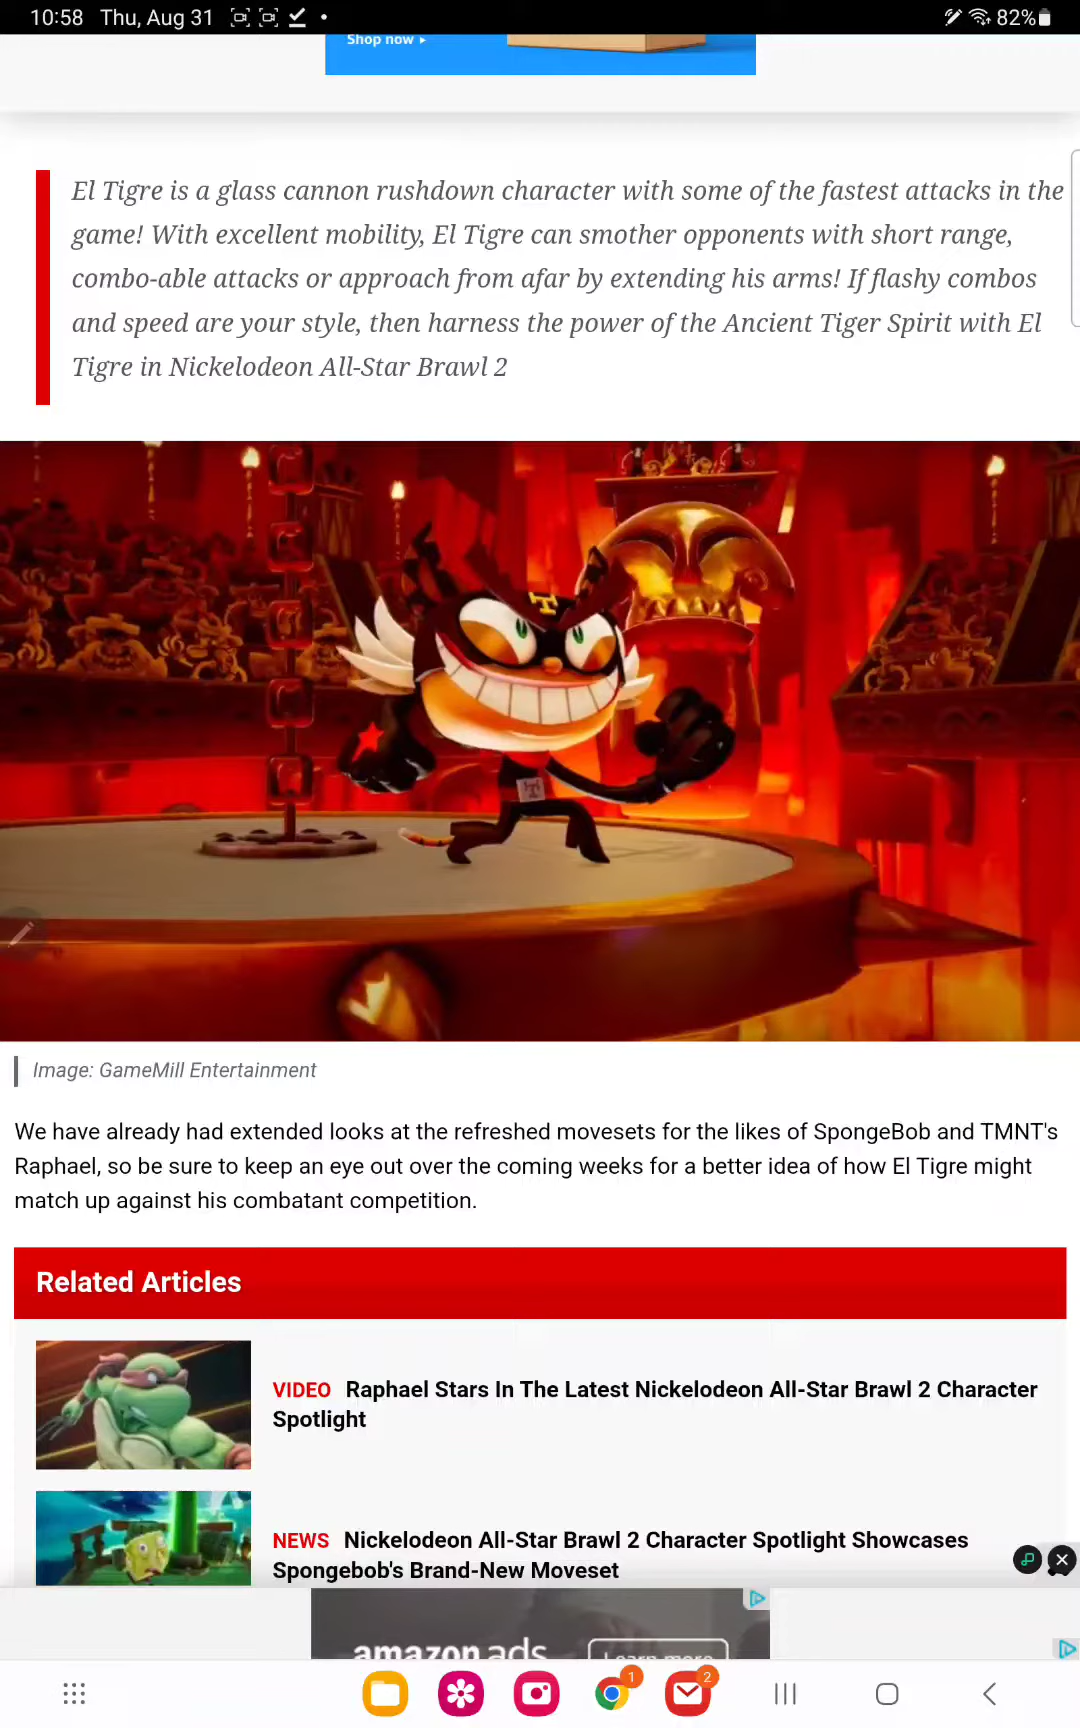 10:58 Thu, Aug 31
82%
Shop now
El Tigre is a glass cannon rushdown character with some of the fastest attacks in the
game! With excellent mobility, El Tigre can smother opponents with short range,
combo-able attacks or approach from afar by extending his arms! If flashy combos
and speed are your style, then harness the power of the Ancient Tiger Spirit with El
Tigre in Nickelodeon All-Star Brawl 2
Image: GameMill Entertainment
We have already had extended looks at the refreshed movesets for the likes of SpongeBob and TMNT's
Raphael, so be sure to keep an eye out over the coming weeks for a better idea of how El Tigre might
match up against his combatant competition.
Related Articles
VIDEO Raphael Stars In The Latest Nickelodeon All-Star Brawl 2 Character
Spotlight
NEWS Nickelodeon All-Star Brawl 2 Character Spotlight Showcases
Spongebob's Brand-New Moveset
amazon ads
Learn more
1
2